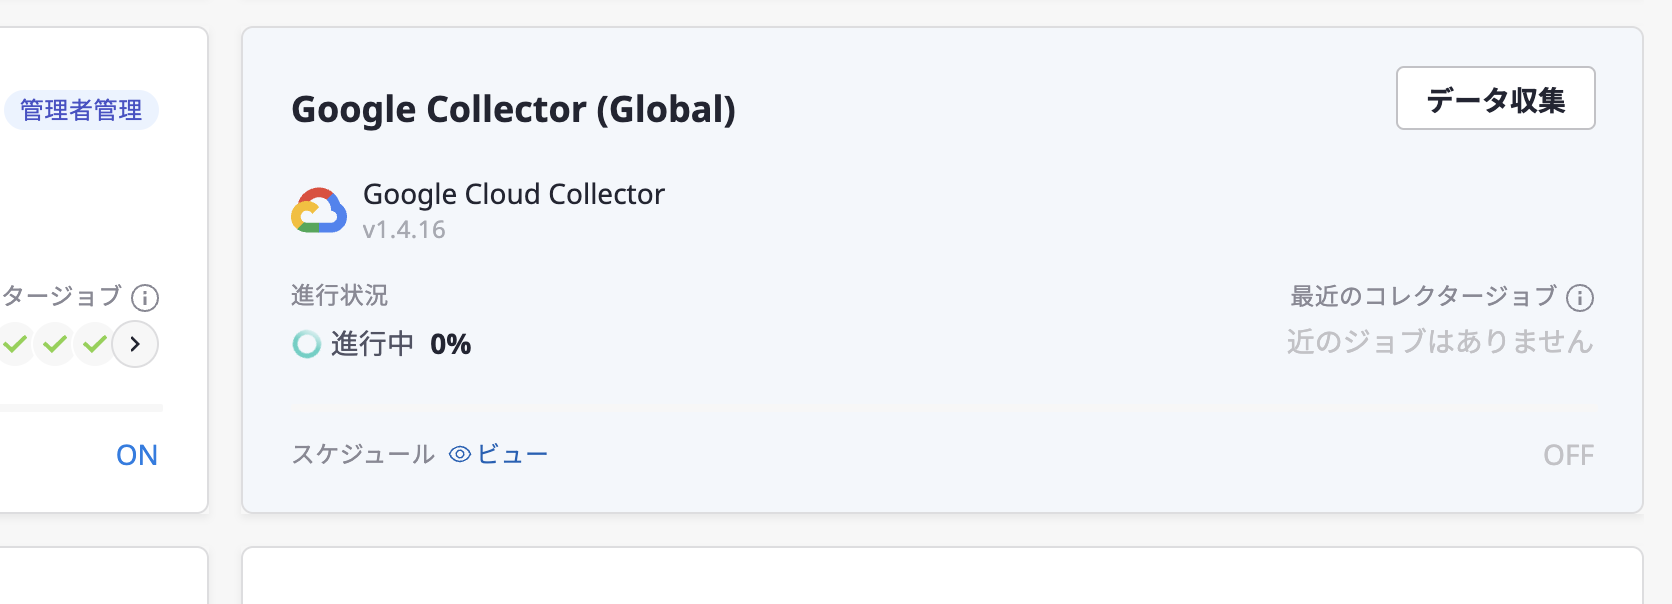 管理者管理
タージョブ
ON
Google Collector (Global)
データ収集
Google Cloud Collector
v1.4.16
進行状況
最近のコレクタージョブ
進行中 0%
近のジョブはありません
スケジュール ビュー
OFF